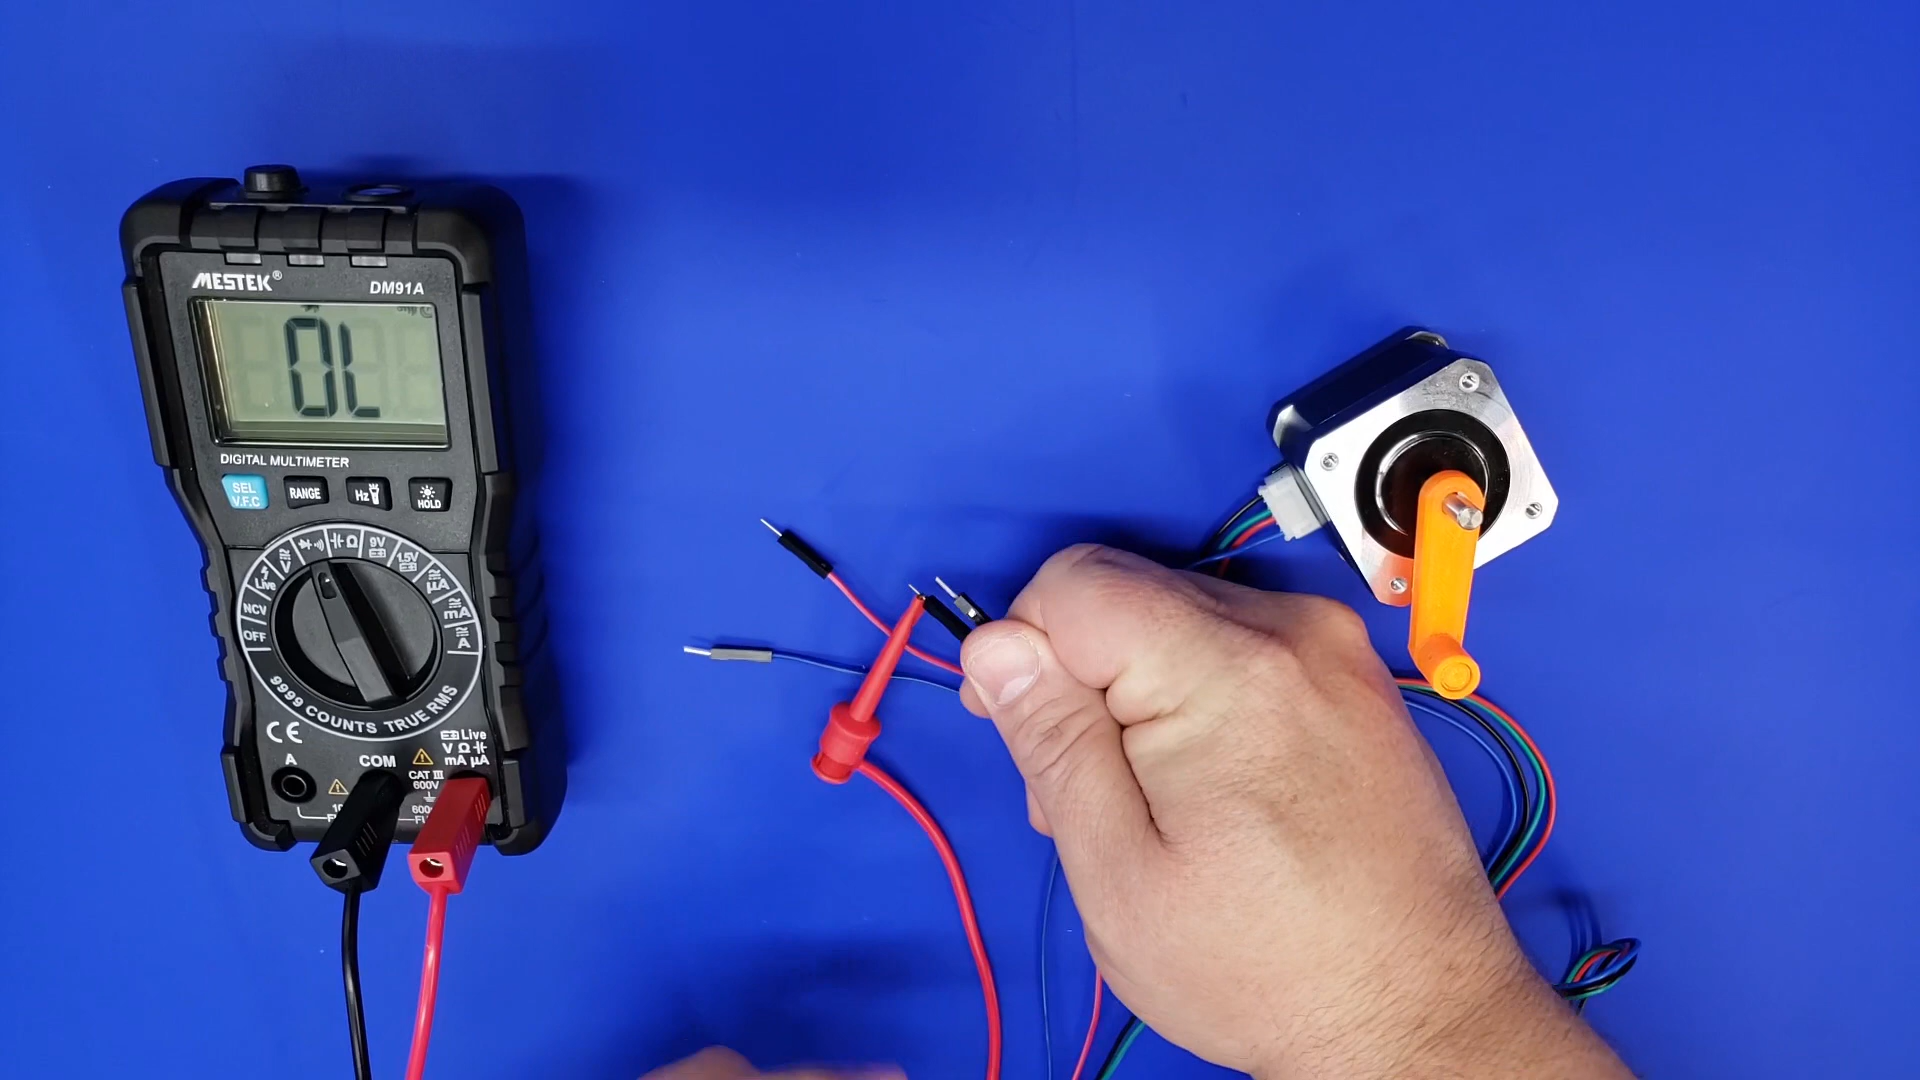 MESTEK® DM91A
OL
DIGITAL MULTIMETER
SEL
V.F.C
RANGE
Hz
HOLD
OFF
NCV
Live
V
Ω
9V
1.5V
µA
mA
A
9999 COUNTS TRUE RMS
CE
A
COM
Live
V Ω
mA µA
CAT III
600V